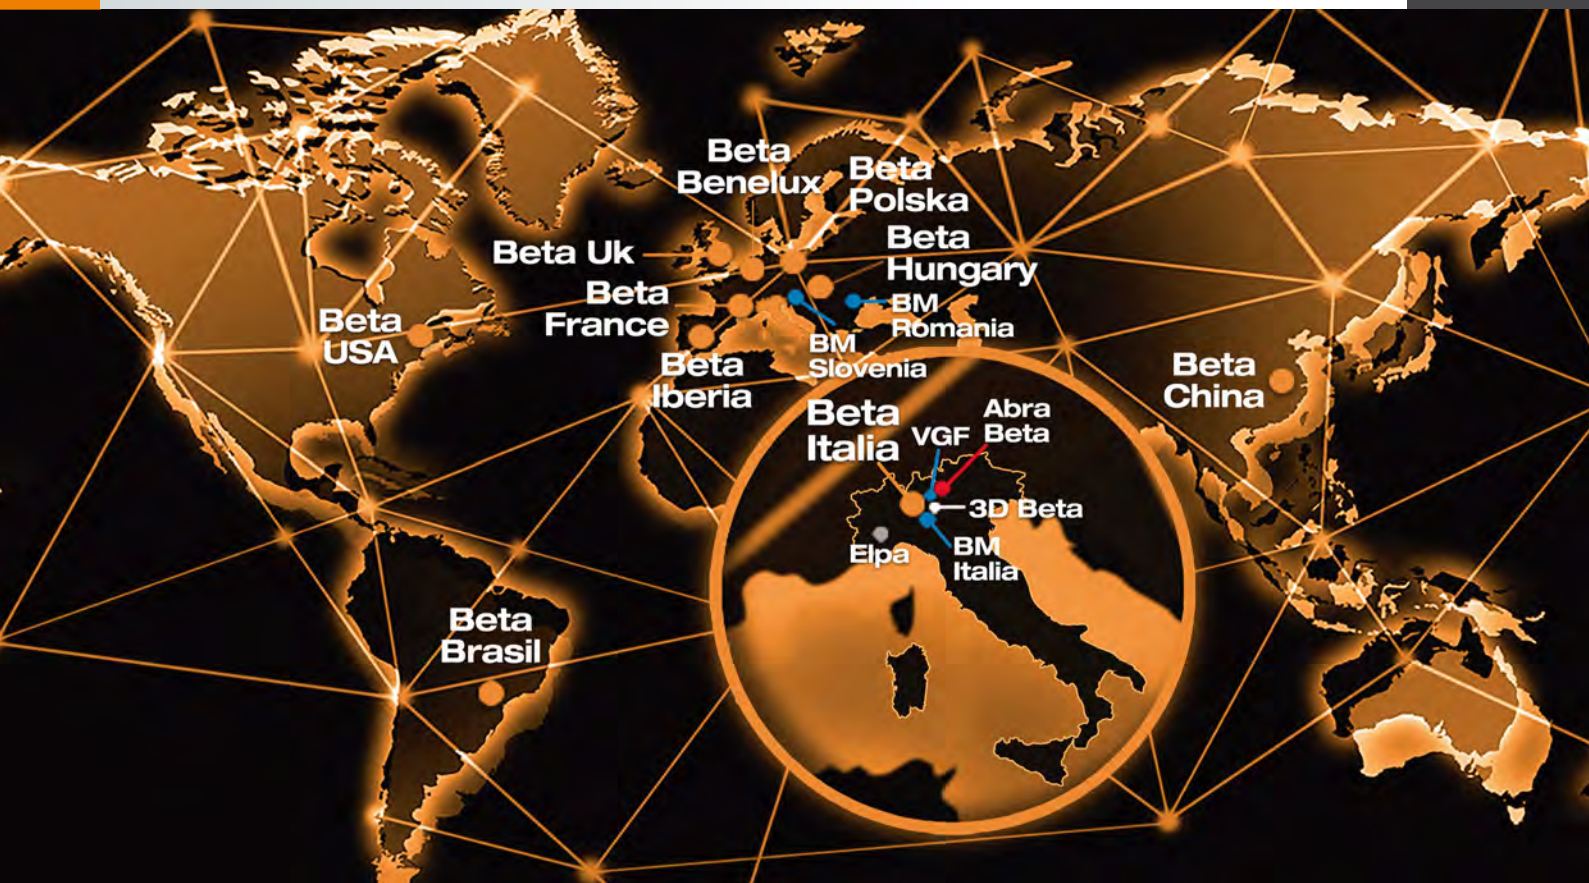 Beta
Benelux
Beta
Polska
Beta Uk
Beta
Hungary
Beta
France
BM
Romania
Beta
USA
BM
Slovenia
Beta
Iberia
Beta
China
Beta
Italia
VGF
Abra
Beta
3D Beta
Elpa
BM
Italia
Beta
Brasil